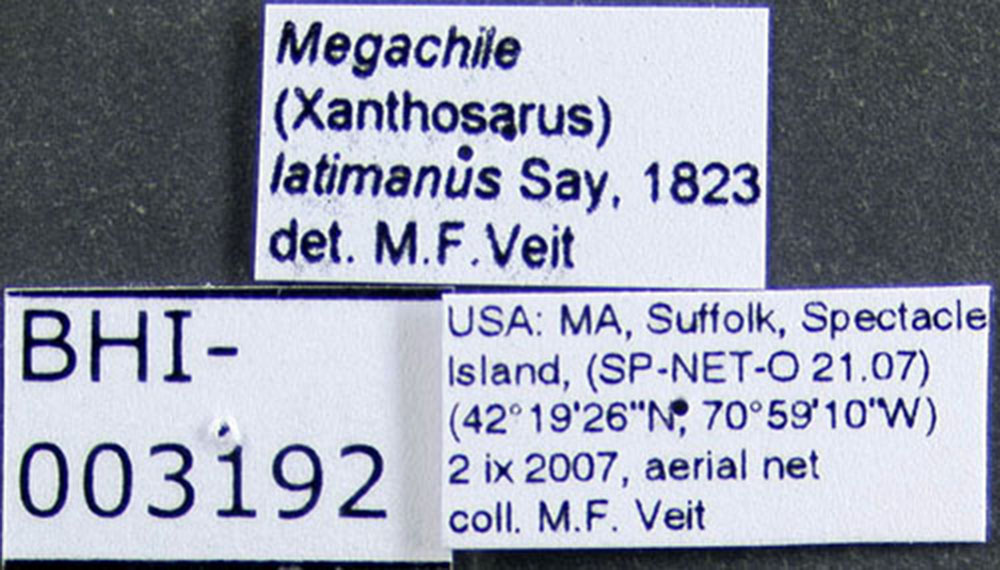 Megachile
(Xanthosarus)
latimanus Say, 1823
det. M.F. Veit
BHI-
003192
USA: MA, Suffolk, Spectacle
Island, (SP-NET-O 21.07)
(42°19'26"N, 70°59'10"W)
2 ix 2007, aerial net
coll. M.F. Veit